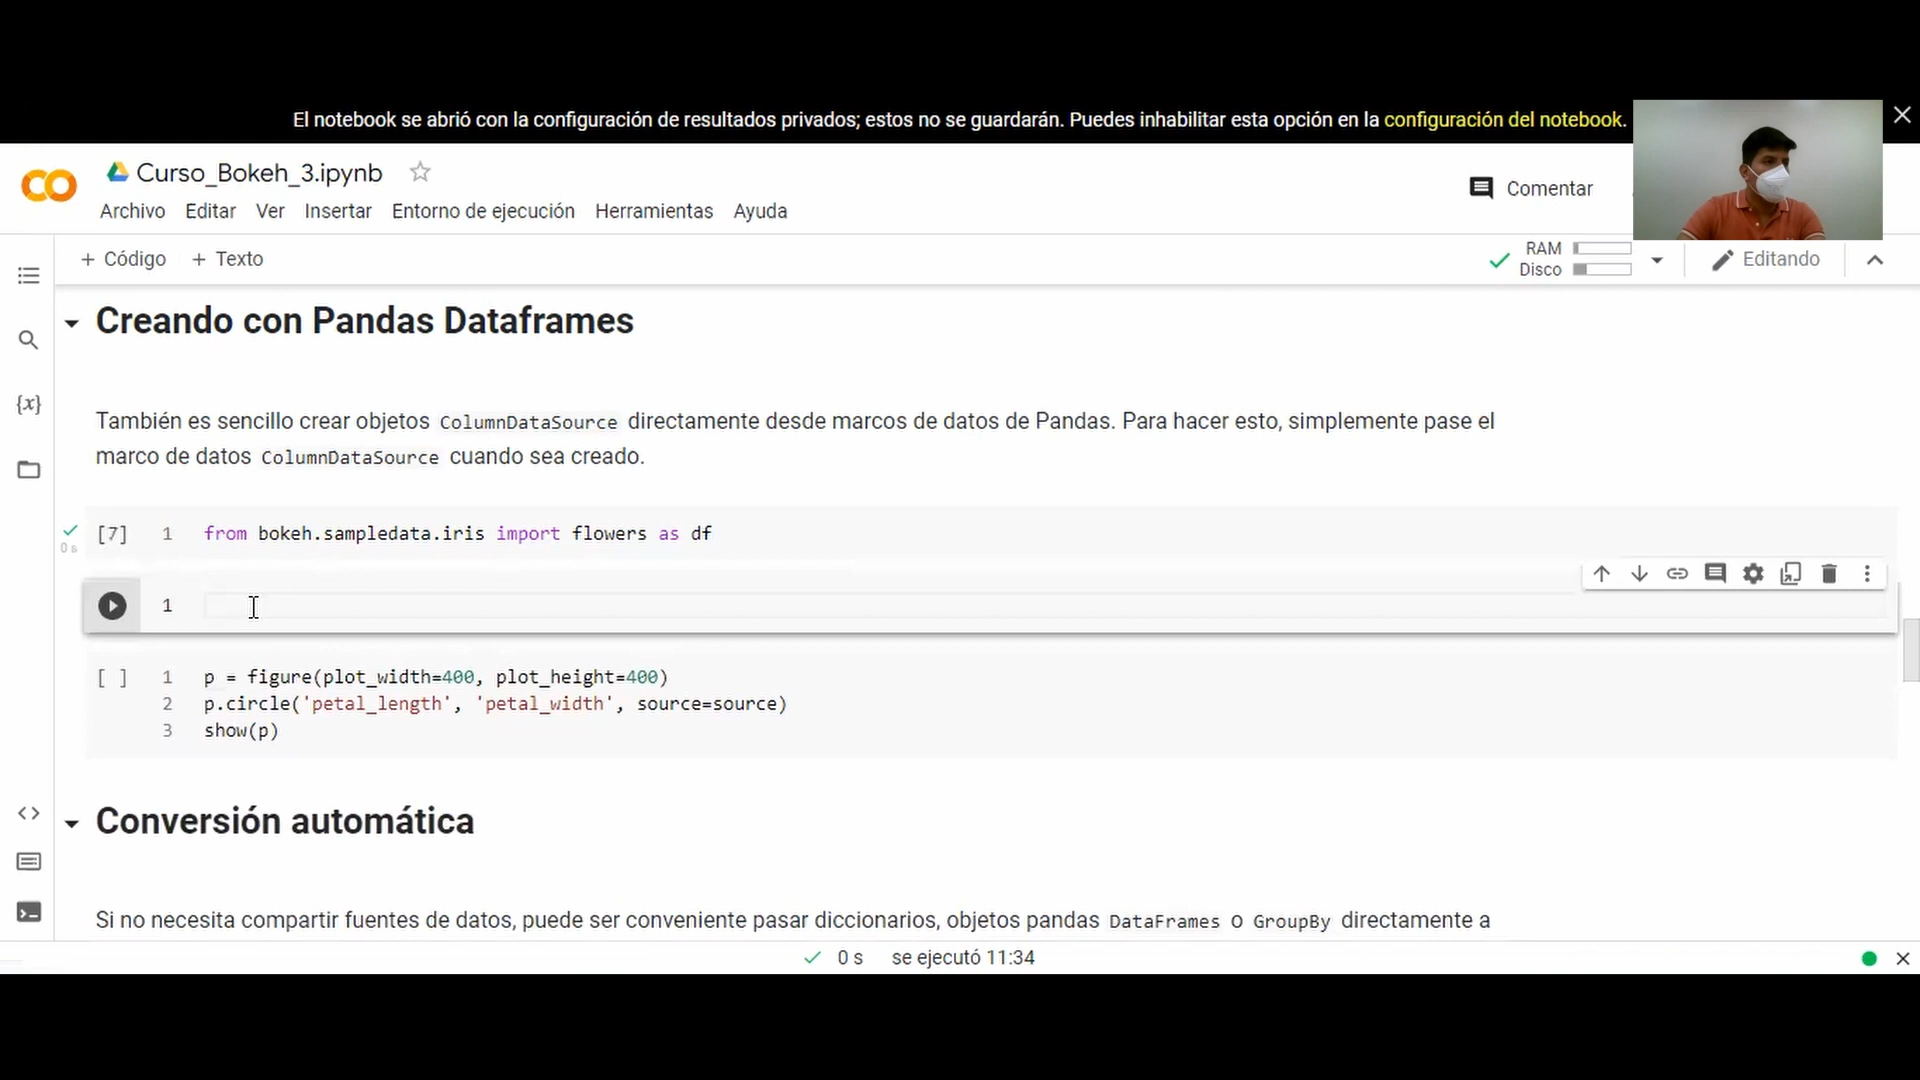 El notebook se abrió con la configuración de resultados privados; estos no se guardarán. Puedes inhabilitar esta opción en la configuración del notebook.
Curso_Bokeh_3.ipynb
Comentar
Archivo Editar Ver Insertar Entorno de ejecución Herramientas Ayuda
+ Código + Texto
RAM
Disco
Editando
Creando con Pandas Dataframes
También es sencillo crear objetos ColumnDataSource directamente desde marcos de datos de Pandas. Para hacer esto, simplemente pase el
marco de datos ColumnDataSource cuando sea creado.
[7] 1 from bokeh.sampledata.iris import flowers as df
0 s
1
[ ] 1 p = figure(plot_width=400, plot_height=400)
2 p.circle('petal_length', 'petal_width', source=source)
3 show(p)
Conversión automática
Si no necesita compartir fuentes de datos, puede ser conveniente pasar diccionarios, objetos pandas DataFrames o GroupBy directamente a
0 s se ejecutó 11:34